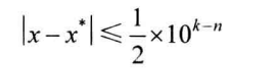 |x − x*| ⩽ 1/2 × 10^{k−n}